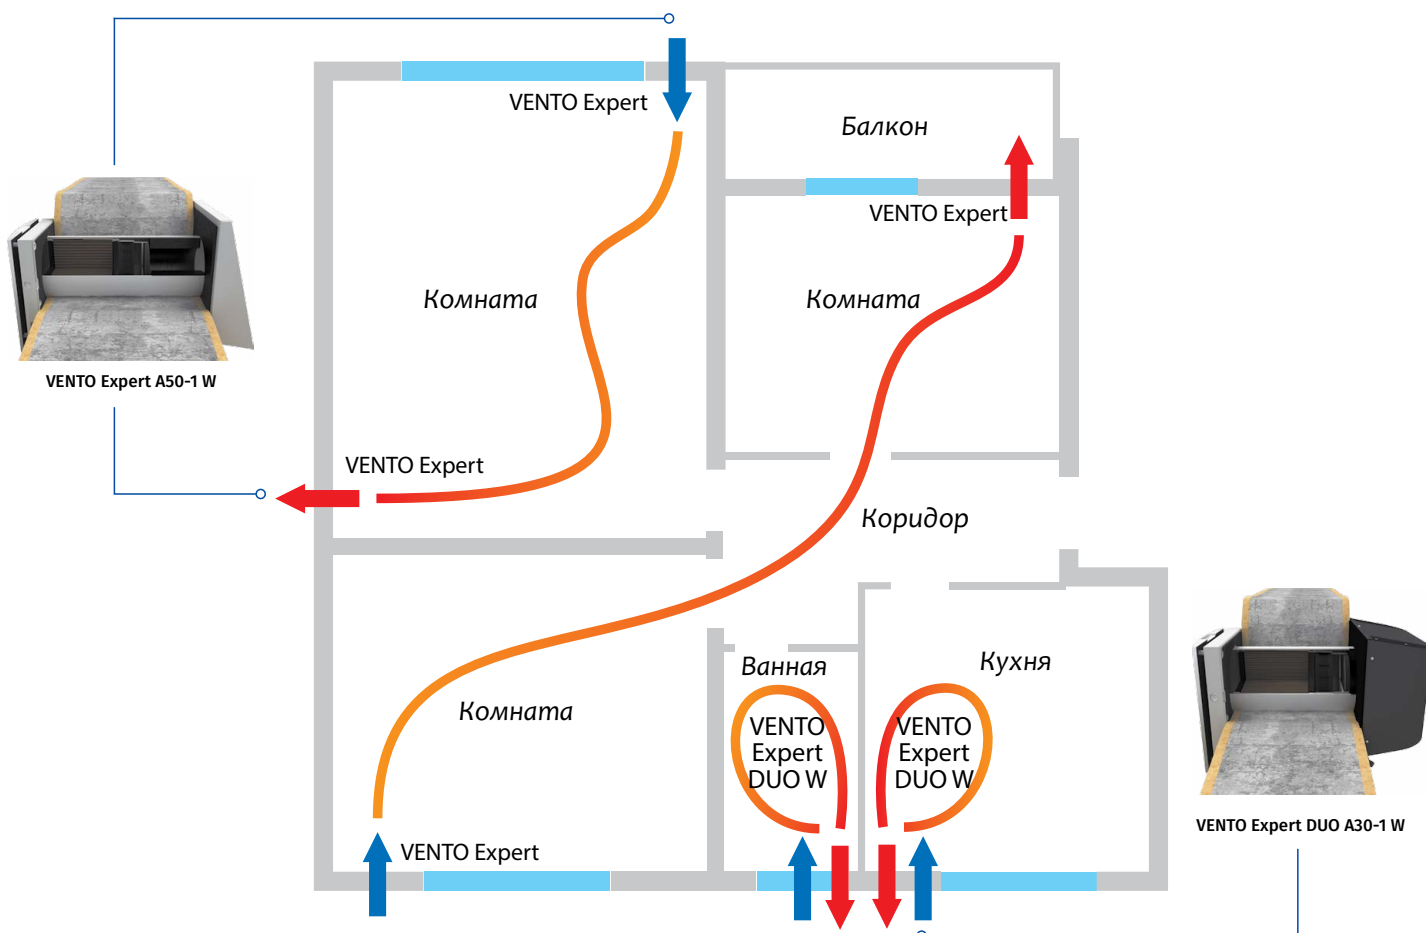 VENTO Expert
Балкон
VENTO Expert
Комната
Комната
VENTO Expert A50-1 W
VENTO Expert
Коридор
Ванная
Кухня
Комната
VENTO
Expert
DUO W
VENTO
Expert
DUO W
VENTO Expert
VENTO Expert DUO A30-1 W